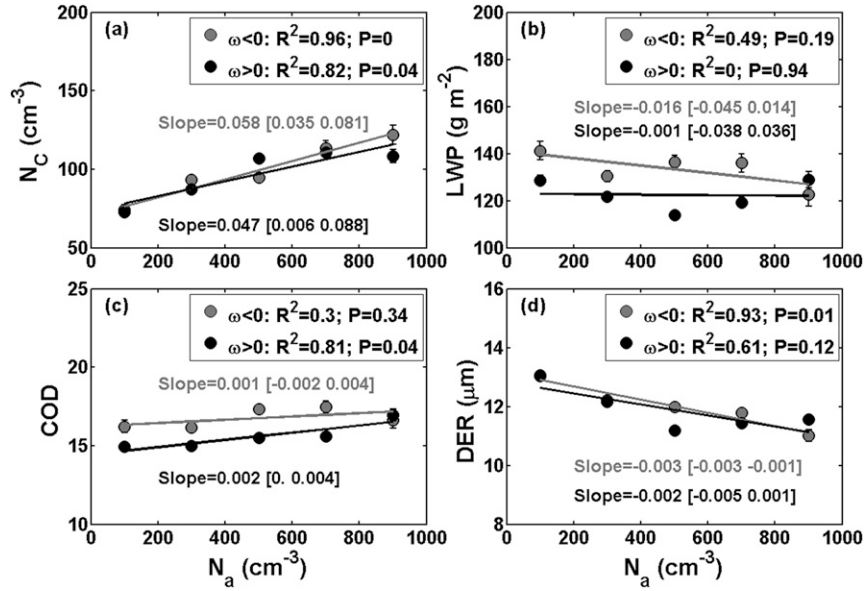 (a)
ω<0: R²=0.96; P=0
ω>0: R²=0.82; P=0.04
Slope=0.058 [0.035 0.081]
Slope=0.047 [0.006 0.088]
N_C (cm⁻³)
200
150
100
50
0 200 400 600 800 1000
(b)
ω<0: R²=0.49; P=0.19
ω>0: R²=0; P=0.94
Slope=-0.016 [-0.045 0.014]
Slope=-0.001 [-0.038 0.036]
LWP (g m⁻²)
200
180
160
140
120
100
0 200 400 600 800 1000
(c)
ω<0: R²=0.3; P=0.34
ω>0: R²=0.81; P=0.04
Slope=0.001 [-0.002 0.004]
Slope=0.002 [0. 0.004]
COD
25
20
15
10
0 200 400 600 800 1000
N_a (cm⁻³)
(d)
ω<0: R²=0.93; P=0.01
ω>0: R²=0.61; P=0.12
Slope=-0.003 [-0.003 -0.001]
Slope=-0.002 [-0.005 0.001]
DER (μm)
16
14
12
10
8
0 200 400 600 800 1000
N_a (cm⁻³)